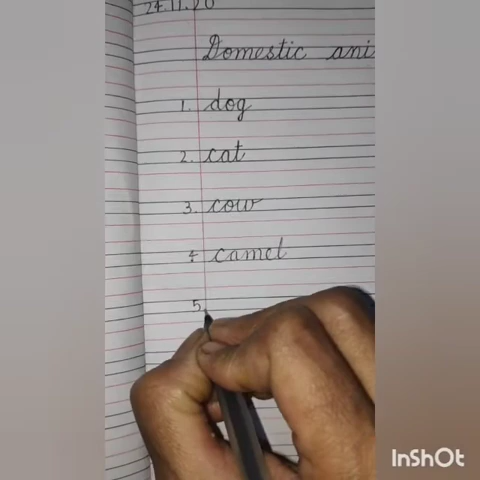 24.11.20
Domestic ani
1. dog
2. cat
3. cow
4. camel
5.
InShOt